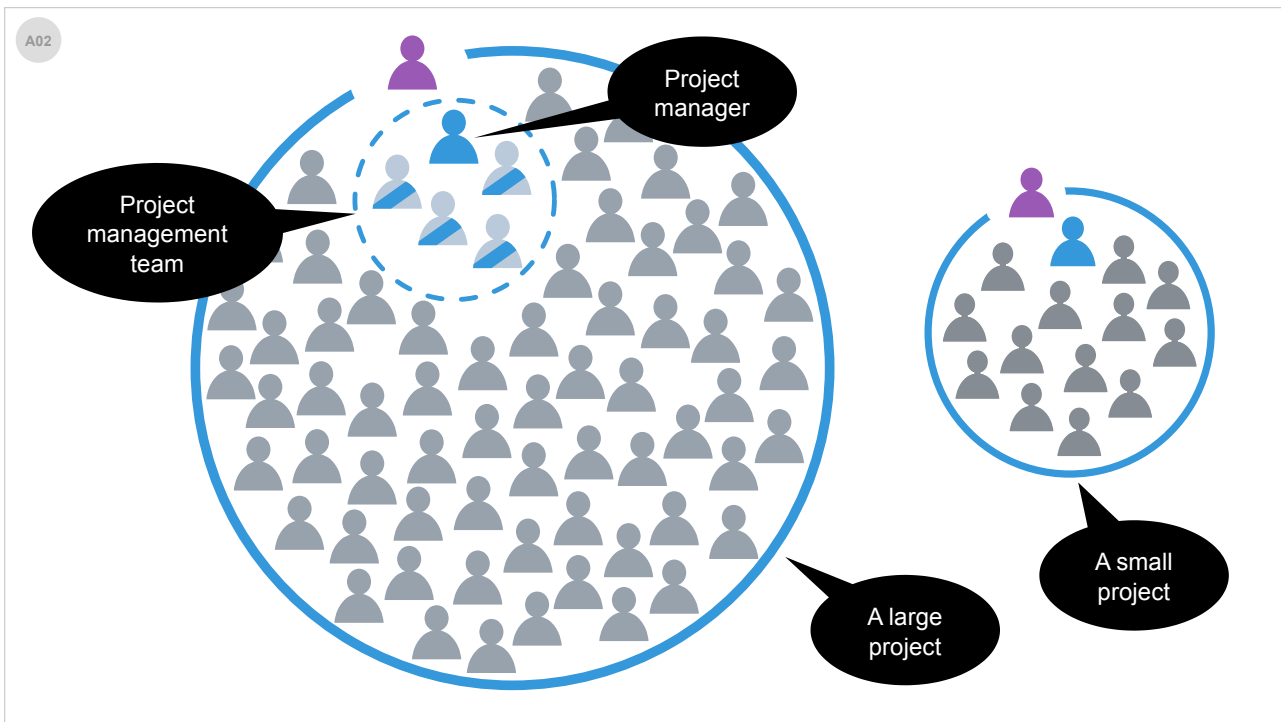 A02
Project
manager
Project
management
team
A small
project
A large
project